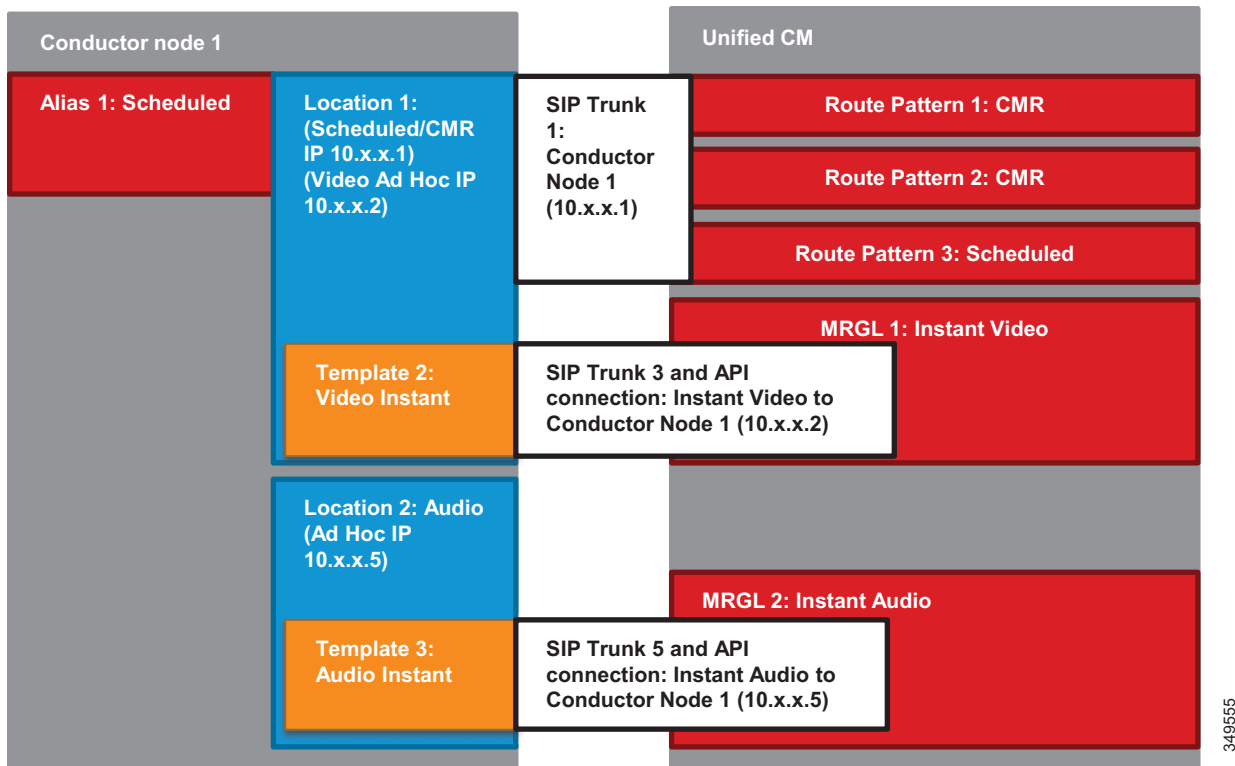 Conductor node 1
Alias 1: Scheduled
Location 1:
(Scheduled/CMR
IP 10.x.x.1)
(Video Ad Hoc IP
10.x.x.2)
SIP Trunk
1:
Conductor
Node 1
(10.x.x.1)
Unified CM
Route Pattern 1: CMR
Route Pattern 2: CMR
Route Pattern 3: Scheduled
MRGL 1: Instant Video
Template 2:
Video Instant
SIP Trunk 3 and API
connection: Instant Video to
Conductor Node 1 (10.x.x.2)
Location 2: Audio
(Ad Hoc IP
10.x.x.5)
MRGL 2: Instant Audio
Template 3:
Audio Instant
SIP Trunk 5 and API
connection: Instant Audio to
Conductor Node 1 (10.x.x.5)
349555